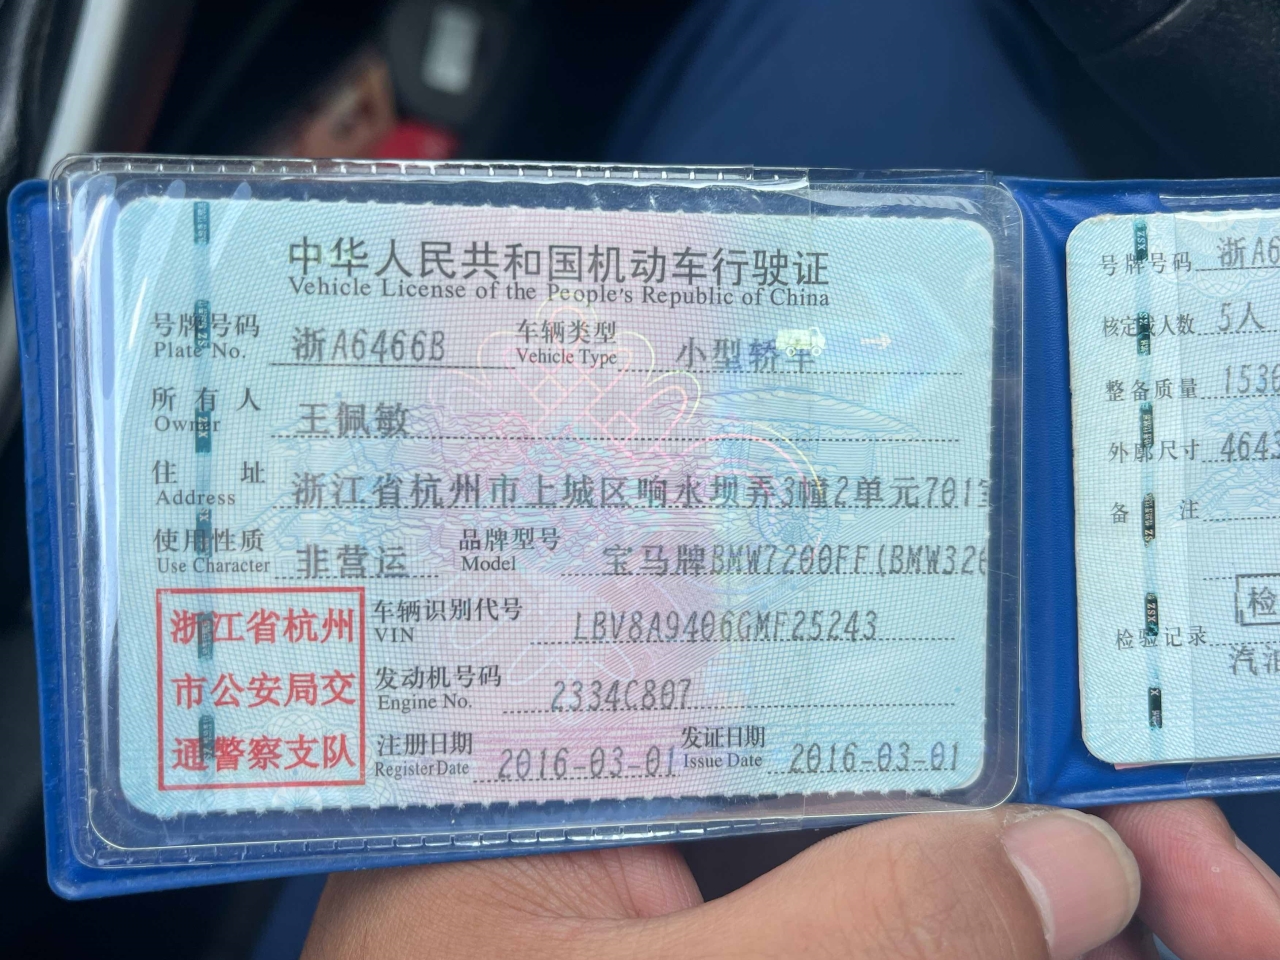 中华人民共和国机动车行驶证
Vehicle License of the People's Republic of China
号牌号码 浙A6466B 车辆类型 小型轿车
Plate No. Vehicle Type
所有人 王佩敏
Owner
住址 浙江省杭州市上城区响水坝弄3幢2单元701室
Address
使用性质 非营运 品牌型号 宝马牌BMW7200FF(BMW320
Use Character Model
浙江省杭州
市公安局交
通警察支队
车辆识别代号 LBV8A9406GMF25243
VIN
发动机号码 2334C807
Engine No.
注册日期 2016-03-01 发证日期 2016-03-01
Register Date Issue Date
号牌号码 浙A6
核定载人数 5人
整备质量 1536
外廓尺寸 4643
备注
检
检验记录
汽油